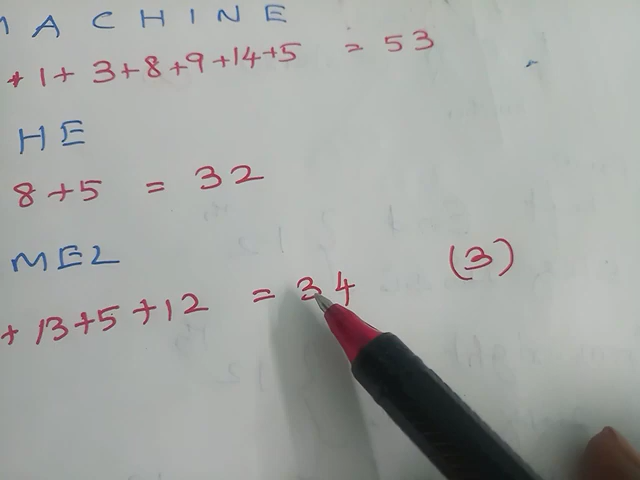 M A C H I N E
+ 1 + 3 + 8 + 9 + 14 + 5 = 53
H E
8 + 5 = 32
M E L
+ 13 + 5 + 12 = 34 (3)